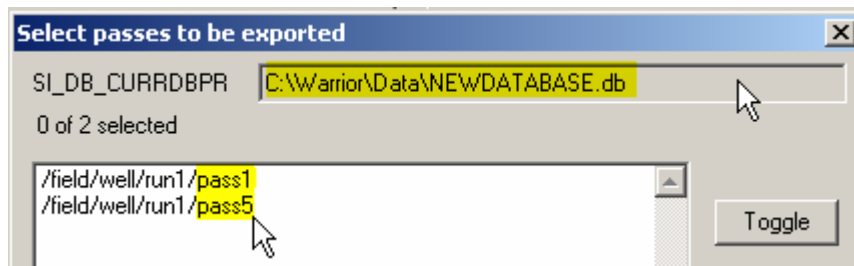 Select passes to be exported
SI_DB_CURRDBPR C:\Warrior\Data\NEWDATABASE.db
0 of 2 selected
/field/well/run1/pass1
/field/well/run1/pass5
Toggle